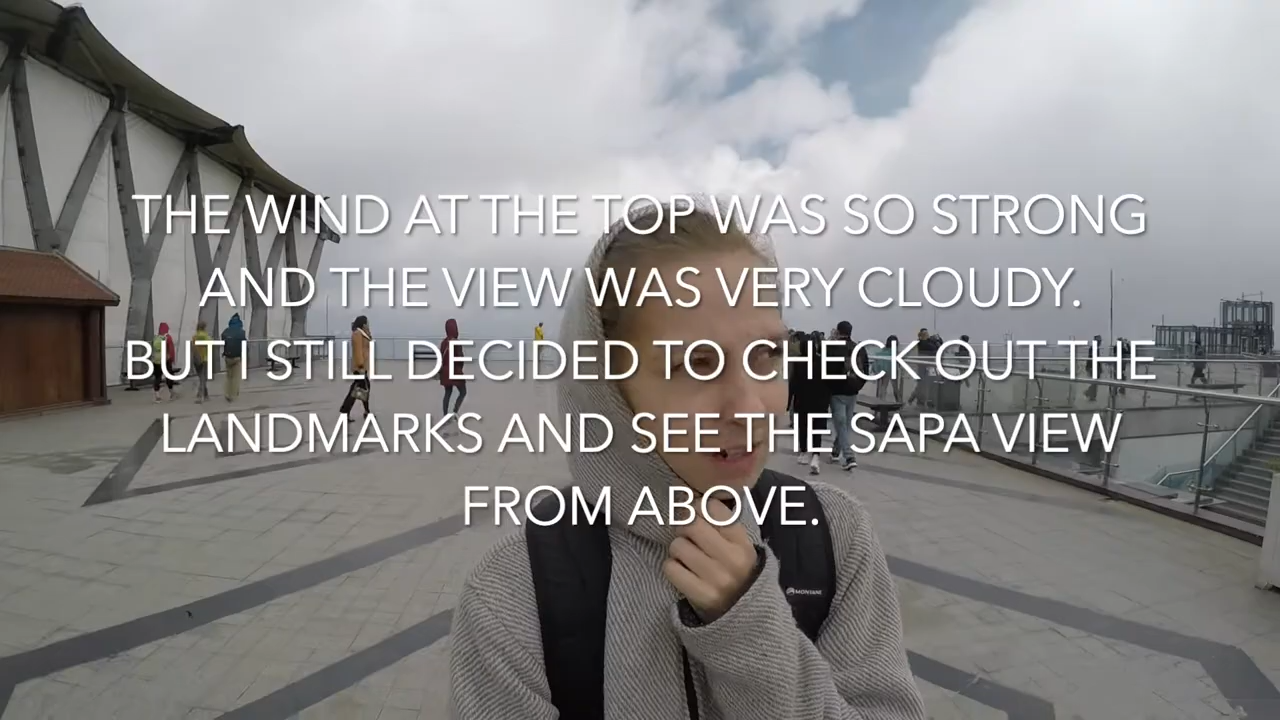 THE WIND AT THE TOP WAS SO STRONG
AND THE VIEW WAS VERY CLOUDY.
BUT I STILL DECIDED TO CHECK OUT THE
LANDMARKS AND SEE THE SAPA VIEW
FROM ABOVE.
MONTANE